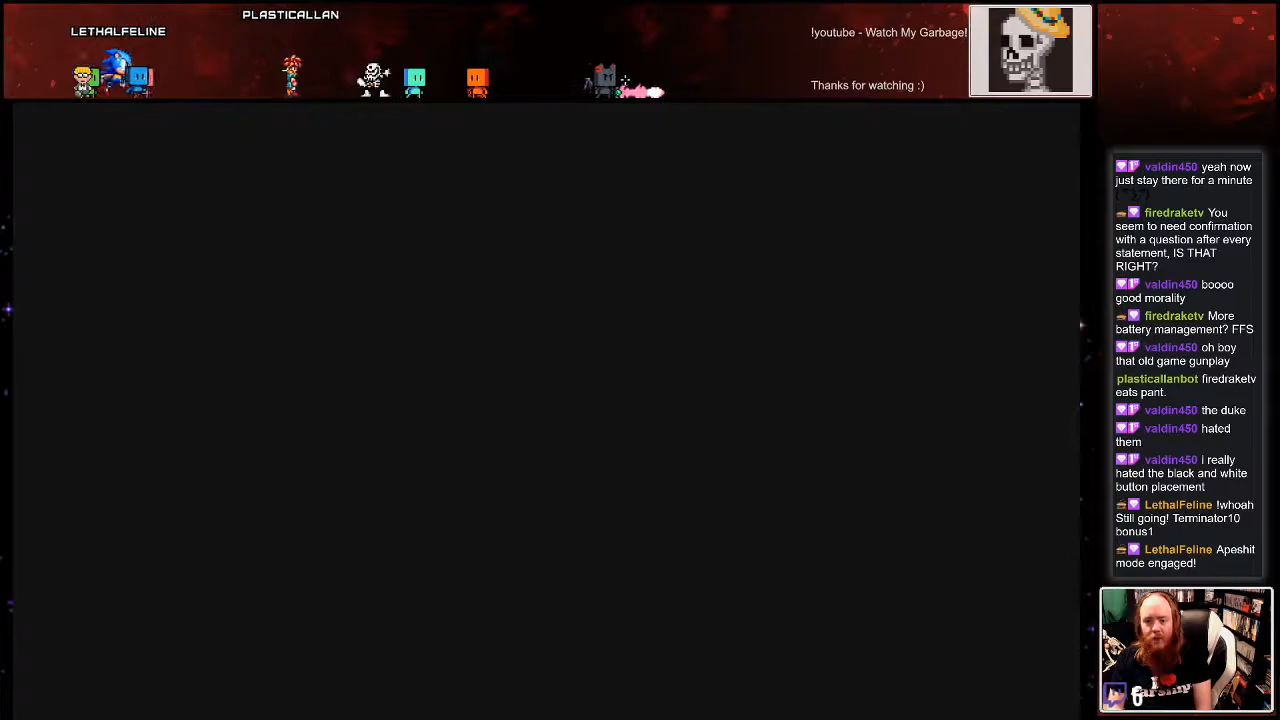 PLASTICALLAN
LETHALFELINE
!youtube - Watch My Garbage!
Thanks for watching :)
valdin450 yeah now
just stay there for a minute
firedraketv You
seem to need confirmation
with a question after every
statement, IS THAT
RIGHT?
valdin450 boooo
good morality
firedraketv More
battery management? FFS
valdin450 oh boy
that old game gunplay
plasticallanbot firedraketv
eats pant.
valdin450 the duke
valdin450 hated
them
valdin450 i really
hated the black and white
button placement
LethalFeline !whoah
Still going! Terminator10
bonus1
LethalFeline Apeshit
mode engaged!
6